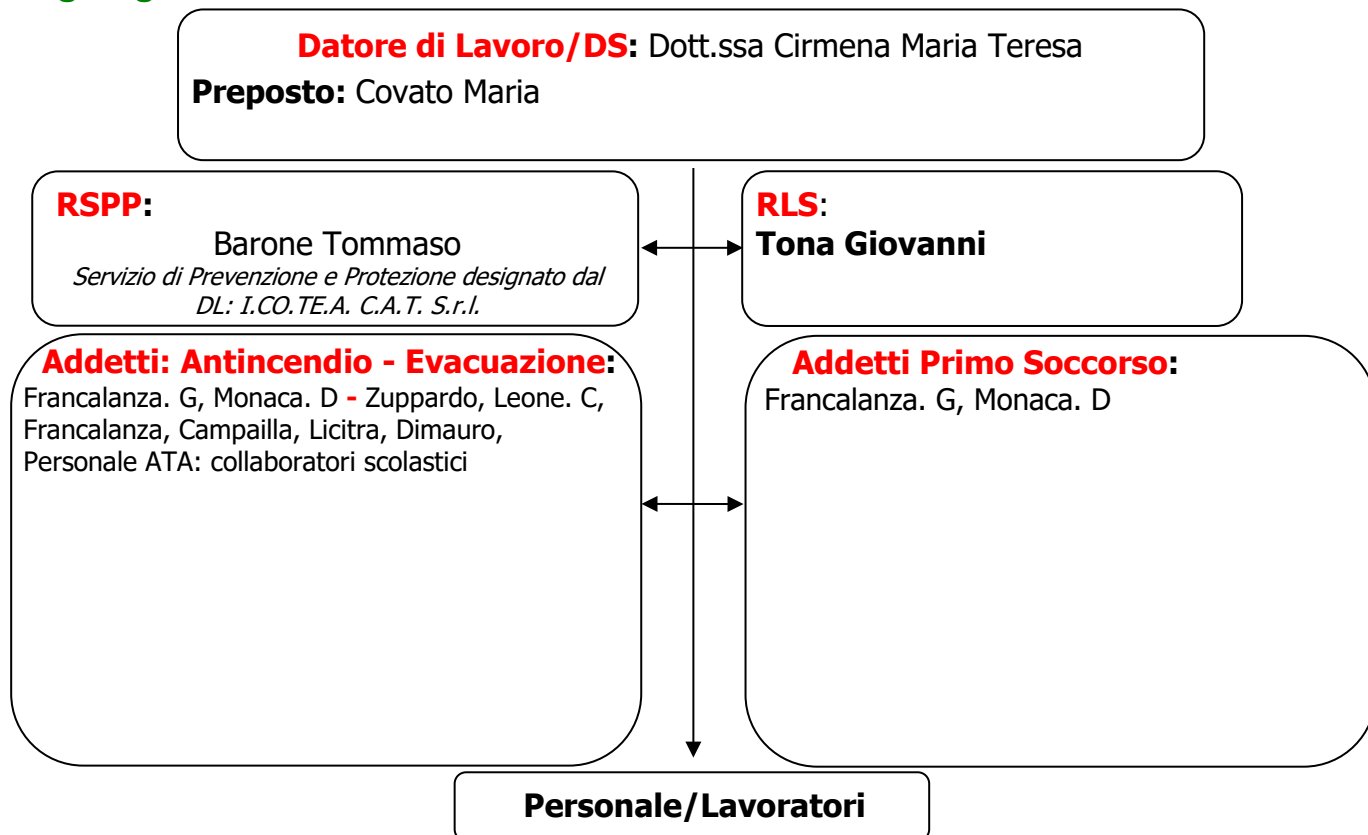 Datore di Lavoro/DS: Dott.ssa Cirmena Maria Teresa
Preposto: Covato Maria
RSPP:
Barone Tommaso
Servizio di Prevenzione e Protezione designato dal
DL: I.CO.TE.A. C.A.T. S.r.l.
RLS:
Tona Giovanni
Addetti: Antincendio - Evacuazione:
Francalanza. G, Monaca. D - Zuppardo, Leone. C,
Francalanza, Campailla, Licitra, Dimauro,
Personale ATA: collaboratori scolastici
Addetti Primo Soccorso:
Francalanza. G, Monaca. D
Personale/Lavoratori